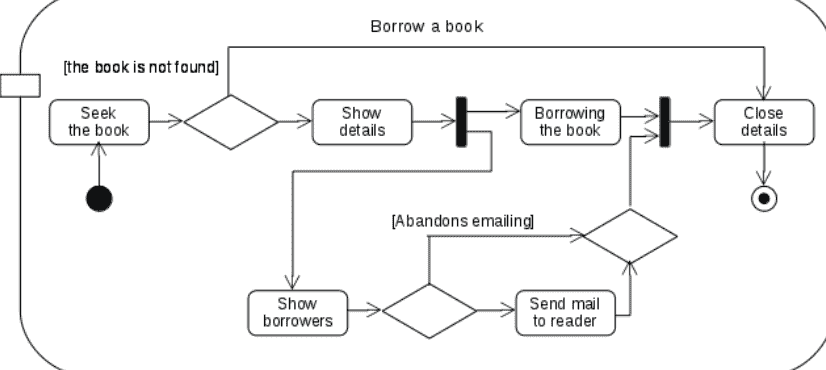 Borrow a book
[the book is not found]
Seek
the book
Show
details
Borrowing
the book
Close
details
[Abandons emailing]
Show
borrowers
Send mail
to reader